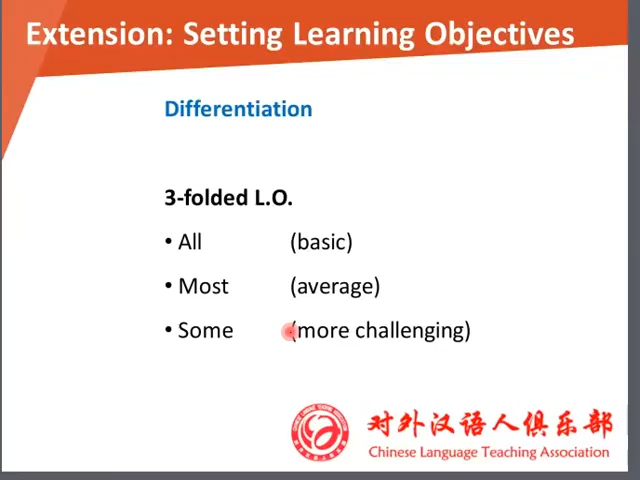 Extension: Setting Learning Objectives
Differentiation
3-folded L.O.
• All (basic)
• Most (average)
• Some (more challenging)
对外汉语人俱乐部
Chinese Language Teaching Association